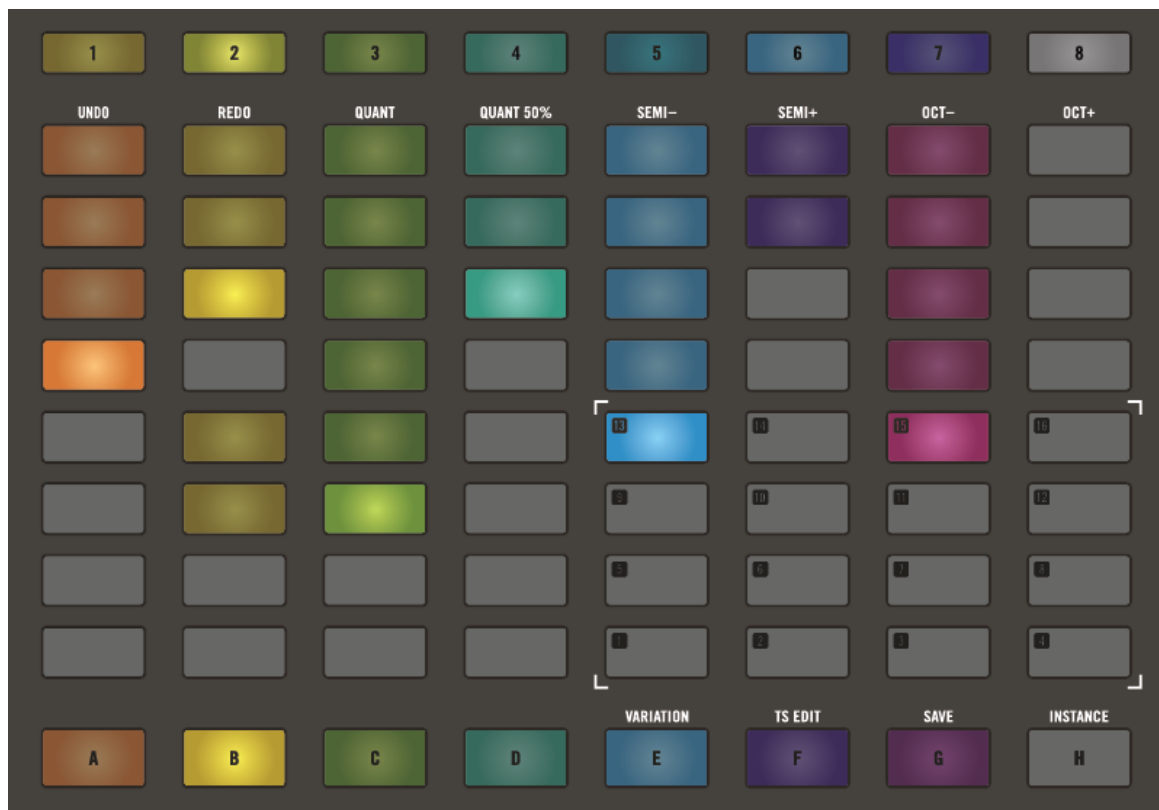 1 2 3 4 5 6 7 8
UNDO REDO QUANT QUANT 50% SEMI− SEMI+ OCT− OCT+
13 14 15 16
9 10 11 12
5 6 7 8
1 2 3 4
VARIATION TS EDIT SAVE INSTANCE
A B C D E F G H